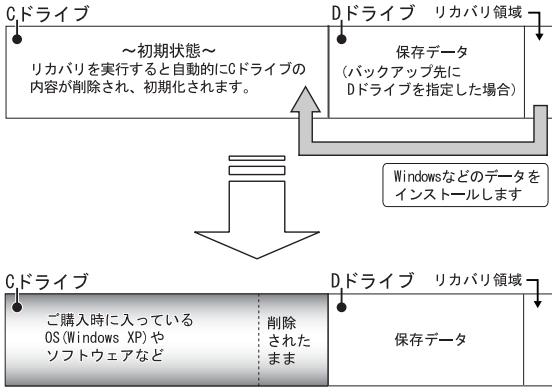 Cドライブ
Dドライブ
リカバリ領域
～初期状態～
リカバリを実行すると自動的にCドライブの
内容が削除され、初期化されます。
保存データ
(バックアップ先に
Dドライブを指定した場合)
Windowsなどのデータを
インストールします
Cドライブ
Dドライブ
リカバリ領域
ご購入時に入っている
OS(Windows XP)や
ソフトウェアなど
削除
された
まま
保存データ